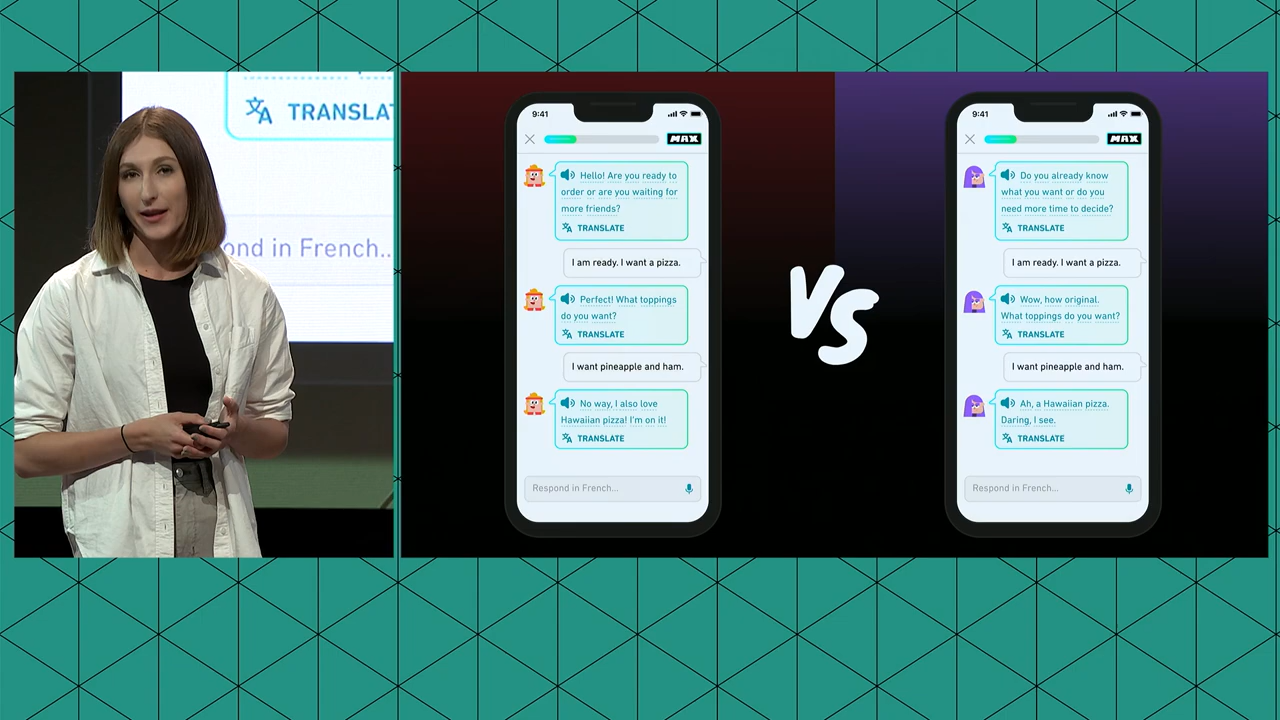 TRANSLAT
ond in French...
9:41
MAX
Hello! Are you ready to
order or are you waiting for
more friends?
TRANSLATE
I am ready. I want a pizza.
Perfect! What toppings
do you want?
TRANSLATE
I want pineapple and ham.
No way, I also love
Hawaiian pizza! I'm on it!
TRANSLATE
Respond in French...
VS
9:41
MAX
Do you already know
what you want or do you
need more time to decide?
TRANSLATE
I am ready. I want a pizza.
Wow, how original.
What toppings do you want?
TRANSLATE
I want pineapple and ham.
Ah, a Hawaiian pizza.
Daring, I see.
TRANSLATE
Respond in French...